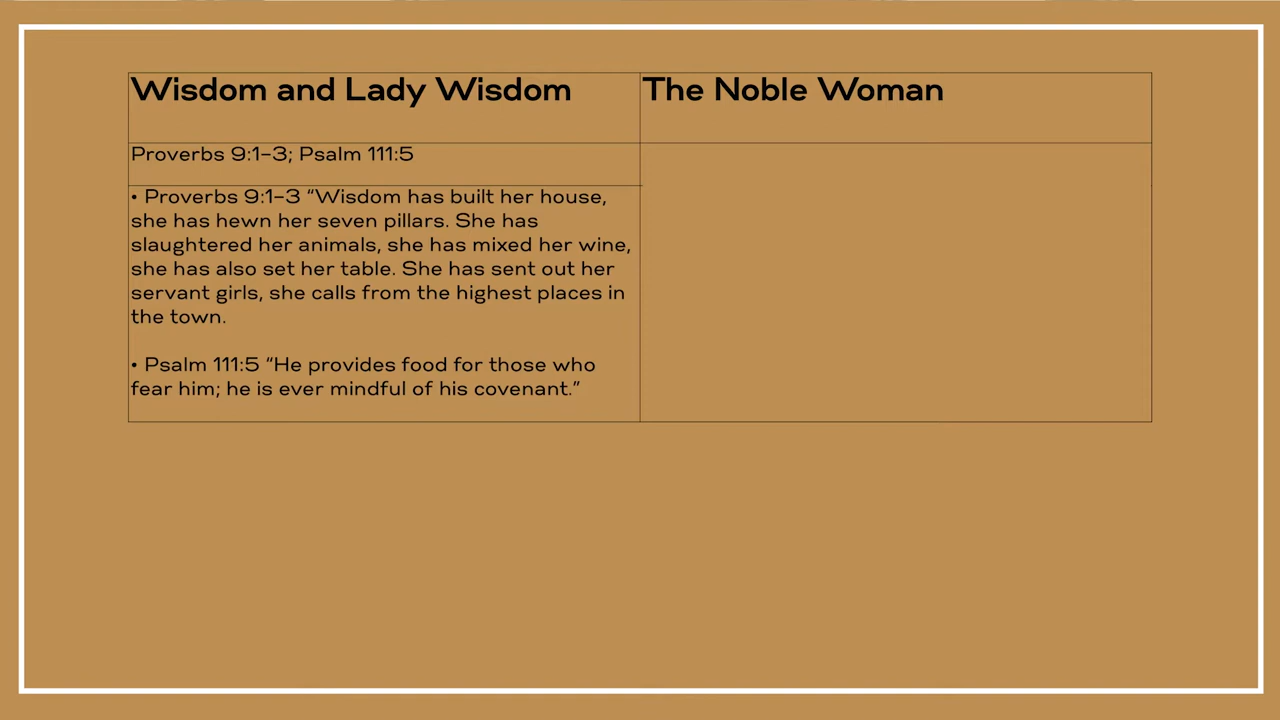 Wisdom and Lady Wisdom
The Noble Woman
Proverbs 9:1–3; Psalm 111:5
• Proverbs 9:1–3 “Wisdom has built her house,
she has hewn her seven pillars. She has
slaughtered her animals, she has mixed her wine,
she has also set her table. She has sent out her
servant girls, she calls from the highest places in
the town.
• Psalm 111:5 “He provides food for those who
fear him; he is ever mindful of his covenant.”